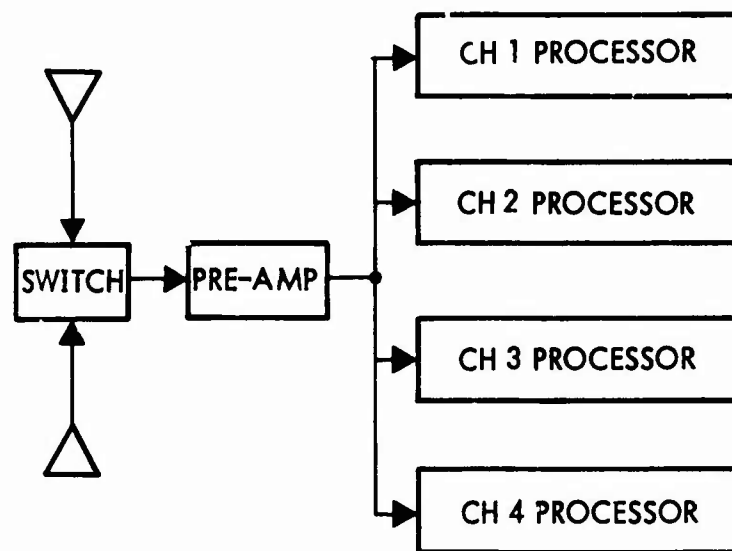 CH 1 PROCESSOR
CH 2 PROCESSOR
SWITCH
PRE-AMP
CH 3 PROCESSOR
CH 4 PROCESSOR